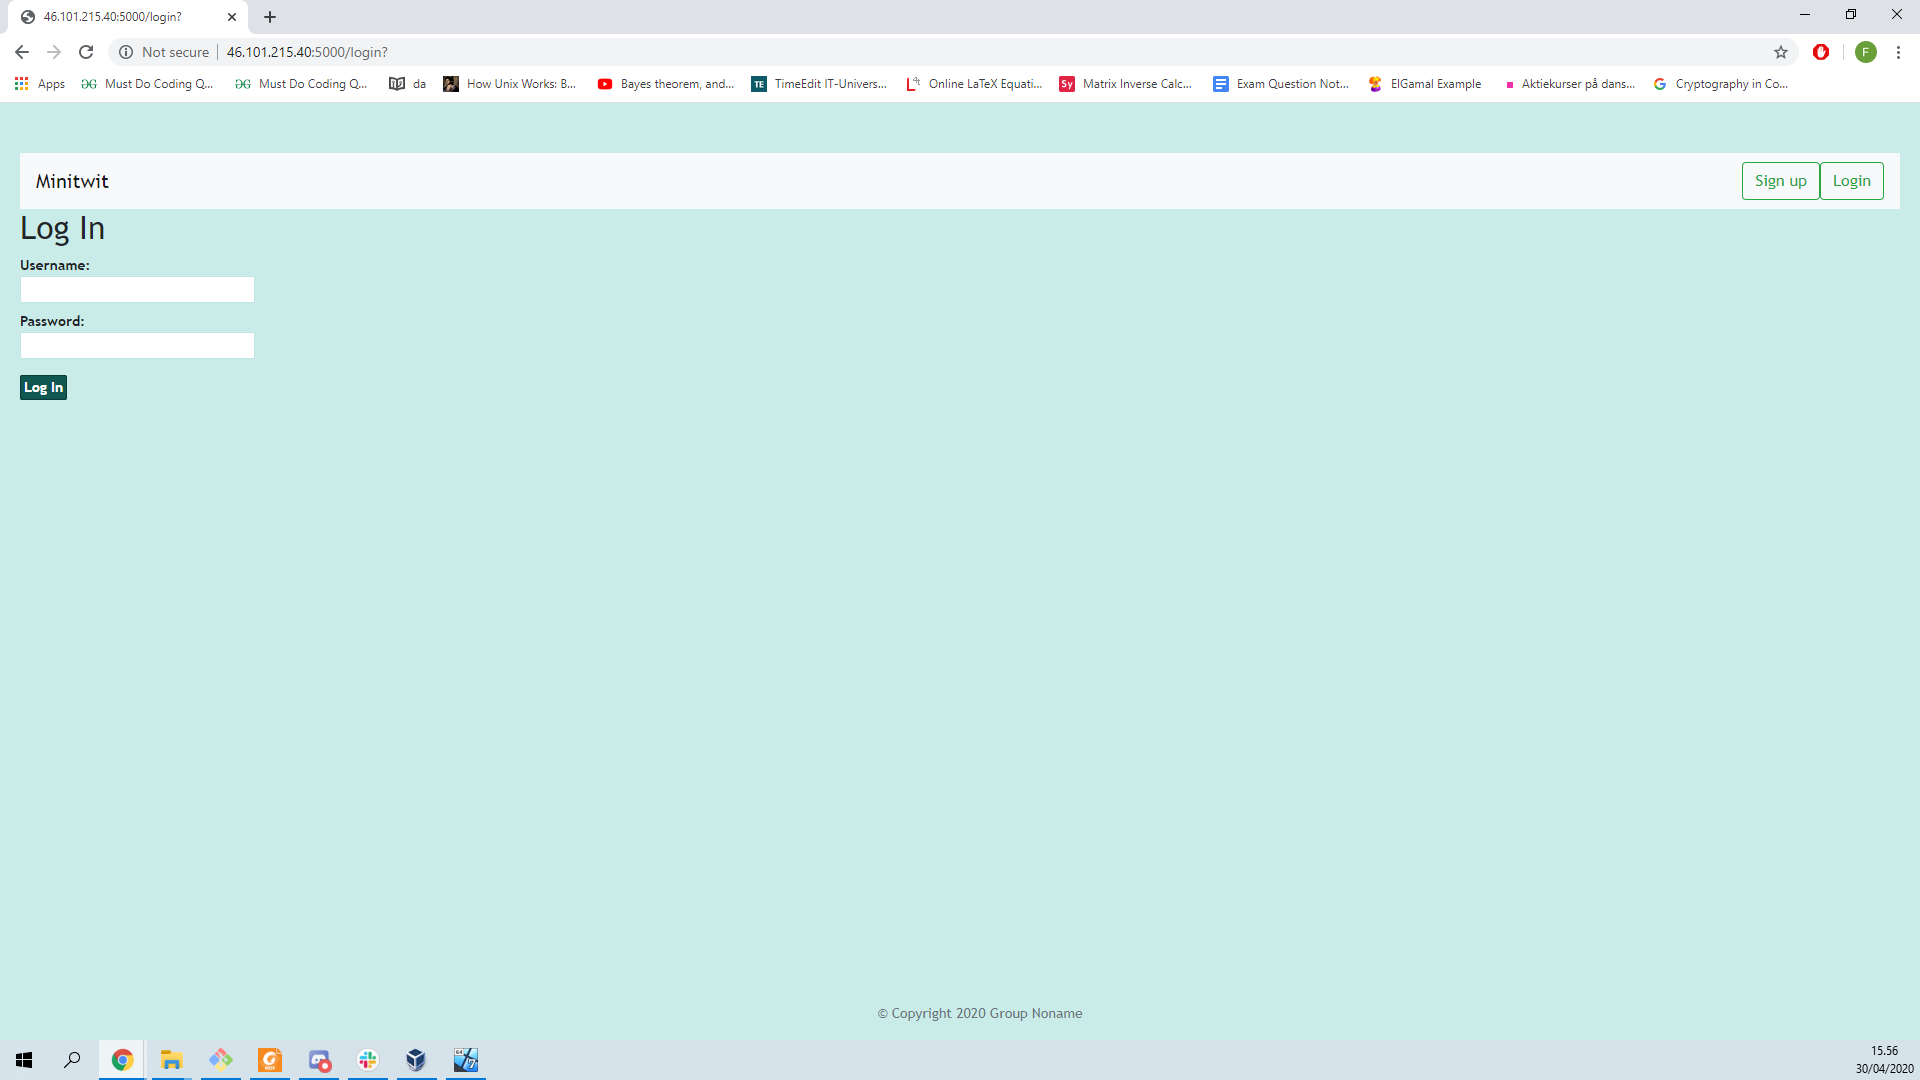 46.101.215.40:5000/login?
Not secure 46.101.215.40:5000/login?
Apps Must Do Coding Q... Must Do Coding Q... da How Unix Works: B... Bayes theorem, and... TE TimeEdit IT-Univers... Online LaTeX Equati... Sy Matrix Inverse Calc... Exam Question Not... ElGamal Example Aktiekurser på dans... Cryptography in Co...
F
Minitwit
Sign up Login
Log In
Username:
Password:
Log In
© Copyright 2020 Group Noname
15.56
30/04/2020